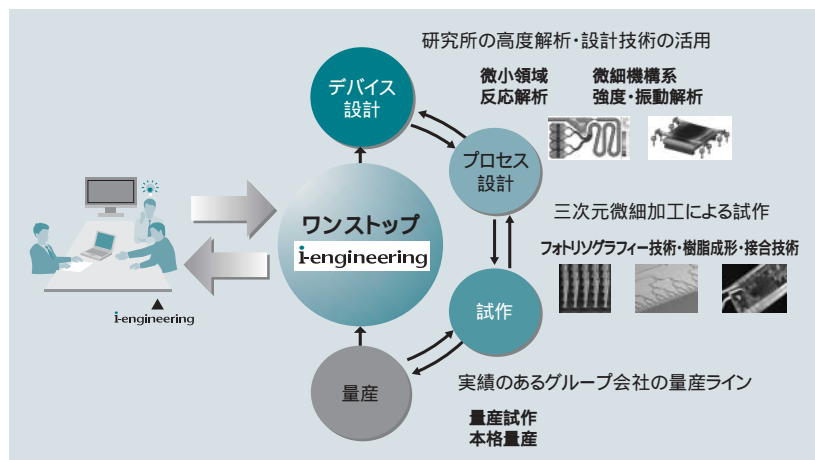 研究所の高度解析・設計技術の活用
デバイス
設計
微小領域
反応解析
微細機構系
強度・振動解析
プロセス
設計
ワンストップ
i-engineering
三次元微細加工による試作
フォトリソグラフィー技術・樹脂成形・接合技術
試作
▲
i-engineering
量産
実績のあるグループ会社の量産ライン
量産試作
本格量産